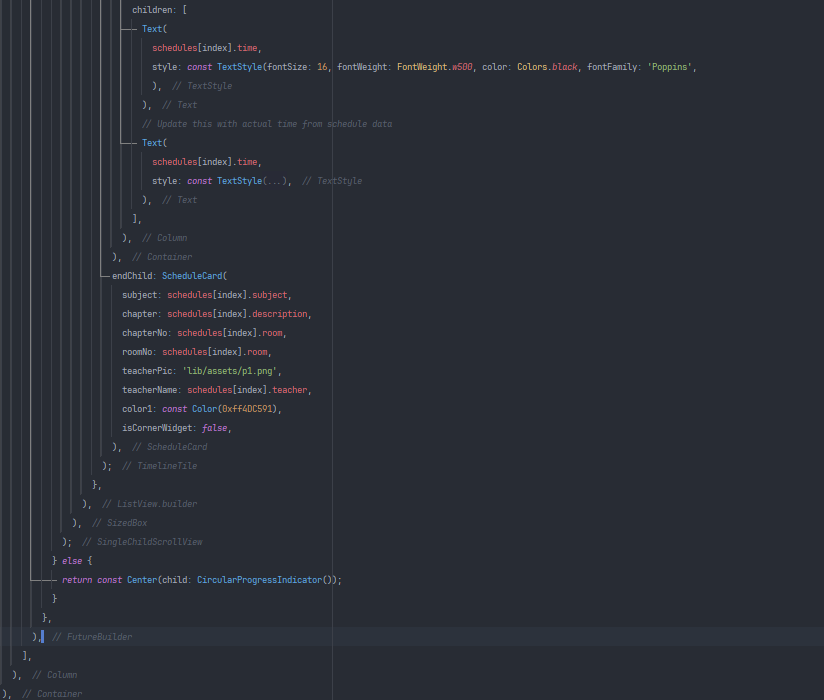 children: [
Text(
schedules[index].time,
style: const TextStyle(fontSize: 16, fontWeight: FontWeight.w500, color: Colors.black, fontFamily: 'Poppins',
), // TextStyle
), // Text
// Update this with actual time from schedule data
Text(
schedules[index].time,
style: const TextStyle(...), // TextStyle
), // Text
],
), // Column
), // Container
endChild: ScheduleCard(
subject: schedules[index].subject,
chapter: schedules[index].description,
chapterNo: schedules[index].room,
roomNo: schedules[index].room,
teacherPic: 'lib/assets/p1.png',
teacherName: schedules[index].teacher,
color1: const Color(0xff4DC591),
isCornerWidget: false,
), // ScheduleCard
); // TimelineTile
},
), // ListView.builder
), // SizedBox
); // SingleChildScrollView
} else {
return const Center(child: CircularProgressIndicator());
}
},
), // FutureBuilder
],
), // Column
), // Container